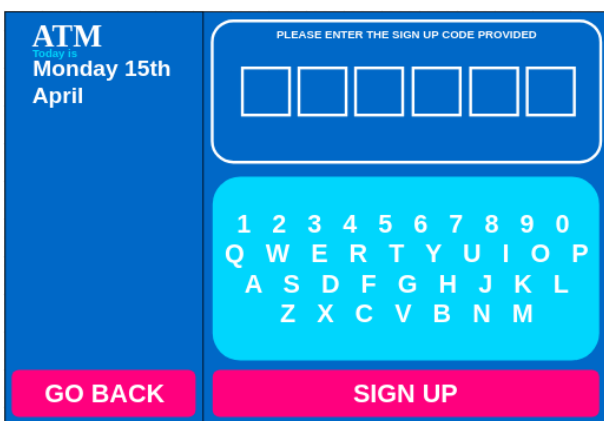 ATM
Today is
Monday 15th
April
PLEASE ENTER THE SIGN UP CODE PROVIDED
1 2 3 4 5 6 7 8 9 0
Q W E R T Y U I O P
A S D F G H J K L
Z X C V B N M
GO BACK
SIGN UP